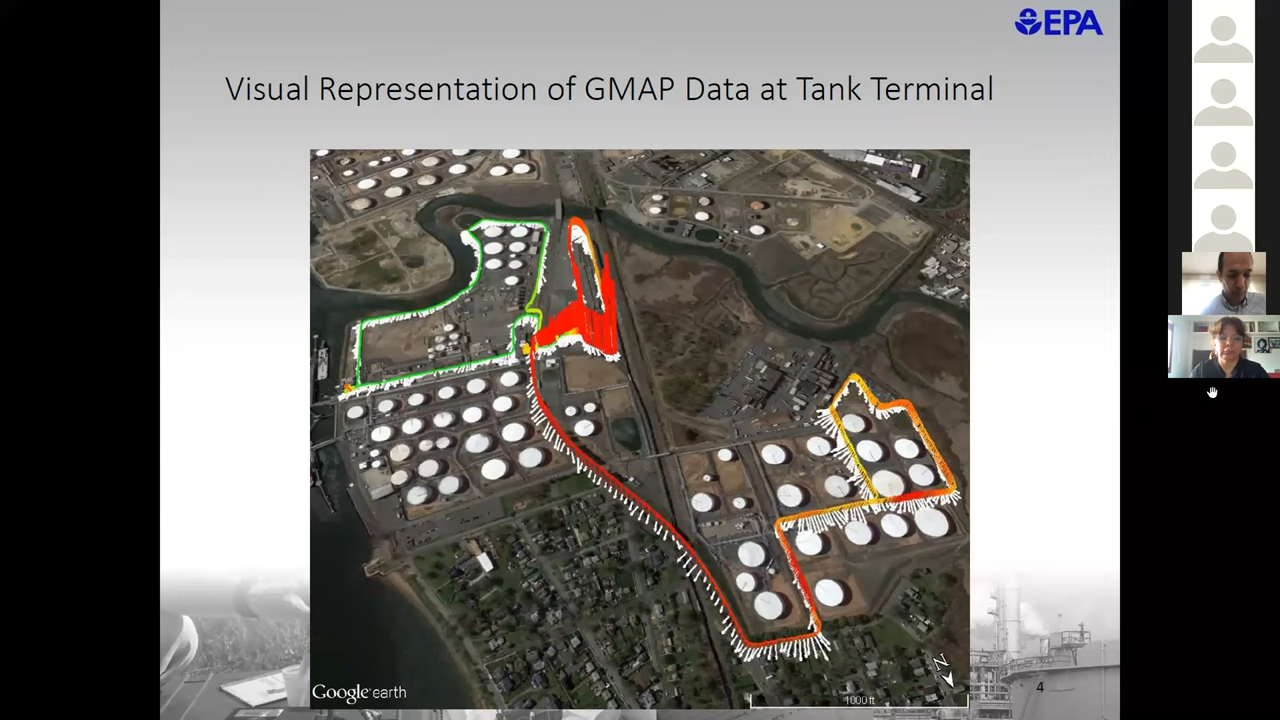 EPA
Visual Representation of GMAP Data at Tank Terminal
N
Google earth
1000 ft
4